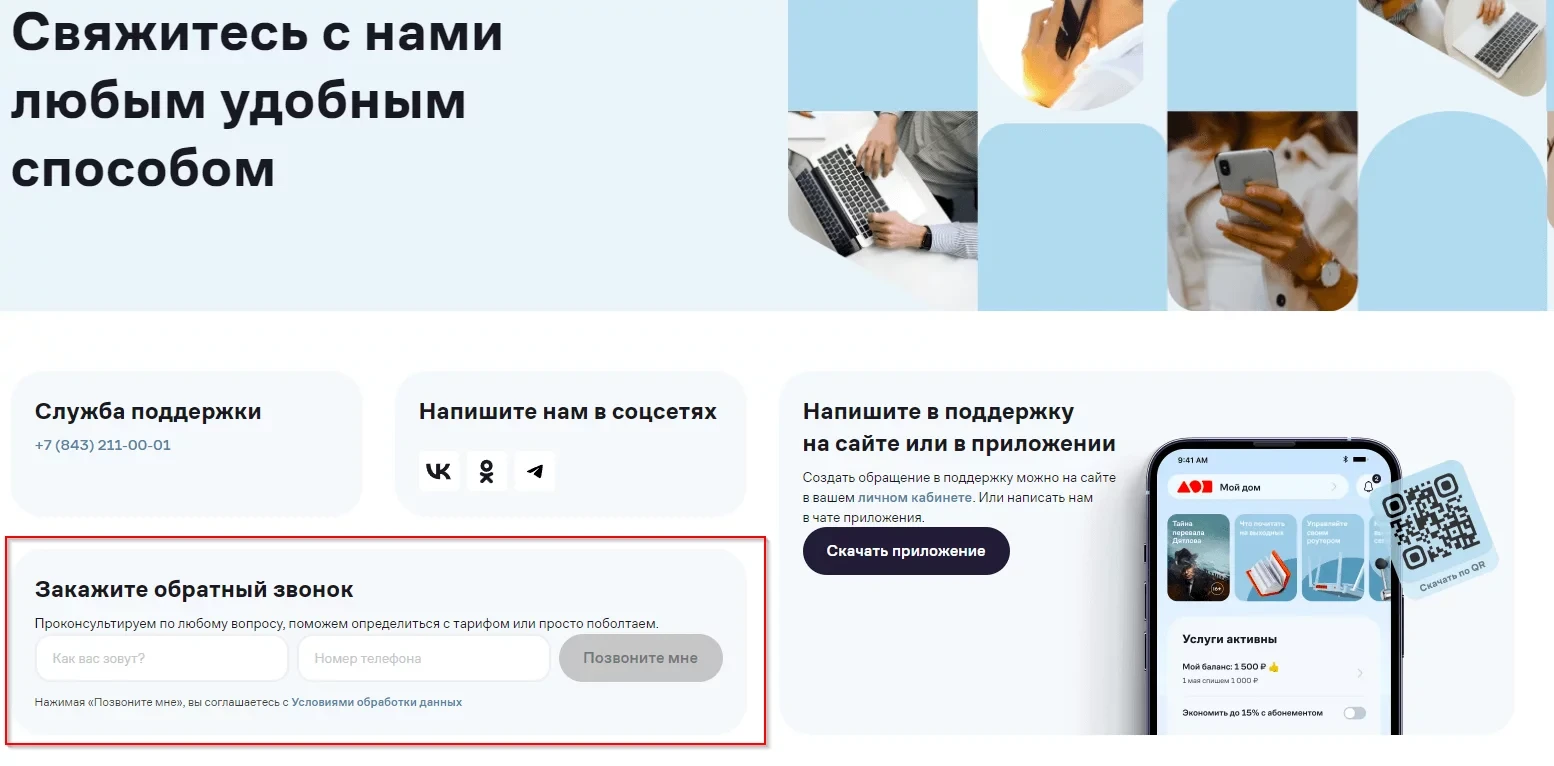 Свяжитесь с нами
любым удобным
способом
Служба поддержки
+7 (843) 211-00-01
Напишите нам в соцсетях
Закажите обратный звонок
Проконсультируем по любому вопросу, поможем определиться с тарифом или просто поболтаем.
Как вас зовут?
Номер телефона
Позвоните мне
Нажимая «Позвоните мне», вы соглашаетесь с Условиями обработки данных
Напишите в поддержку
на сайте или в приложении
Создать обращение в поддержку можно на сайте
в вашем личном кабинете. Или написать нам
в чате приложения.
Скачать приложение
9:41 AM
Мой дом
2
Тайна
перевала
Дятлова
16+
Что почитать
на выходных
Управляйте
своим
роутером
Скачать по QR
Услуги активны
Мой баланс: 1 500 ₽ 👍
1 мая спишем 1 000 ₽
Экономить до 15% с абонементом